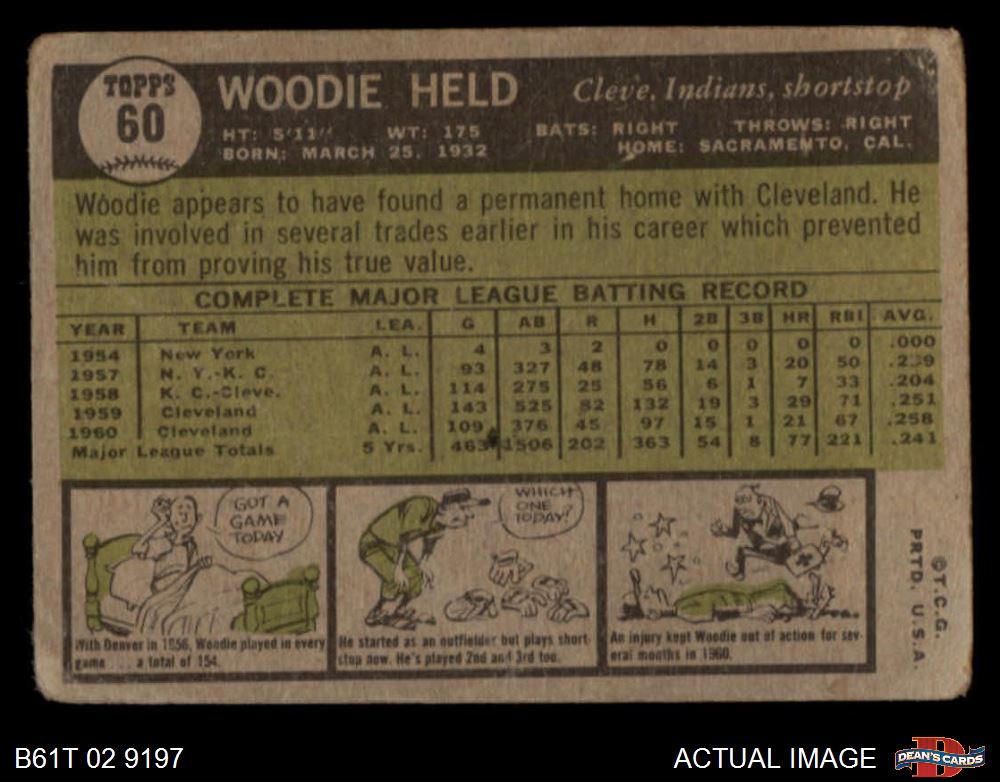 TOPPS
60
WOODIE HELD
Cleve. Indians, shortstop
HT: 5'11" WT: 175 BATS: RIGHT THROWS: RIGHT
BORN: MARCH 25, 1932 HOME: SACRAMENTO, CAL.
Woodie appears to have found a permanent home with Cleveland. He
was involved in several trades earlier in his career which prevented
him from proving his true value.
COMPLETE MAJOR LEAGUE BATTING RECORD
YEAR TEAM LEA. G AB R H 2B 3B HR RBI AVG.
1954 New York A. L. 4 3 2 0 0 0 0 0 .000
1957 N. Y.-K. C. A. L. 93 327 48 78 14 3 20 50 .239
1958 K. C.-Cleve. A. L. 114 275 25 56 6 1 7 33 .204
1959 Cleveland A. L. 143 525 82 132 19 3 29 71 .251
1960 Cleveland A. L. 109 376 45 97 15 1 21 67 .258
Major League Totals 5 Yrs. 463 1506 202 363 54 8 77 221 .241
GOT A
GAME
TODAY
With Denver in 1956, Woodie played in every
game . . . a total of 154.
WHICH
ONE
TODAY?
He started as an outfielder but plays short-
stop now. He's played 2nd and 3rd too.
An injury kept Woodie out of action for sev-
eral months in 1960.
©T.C.G.
PRTD. U.S.A.
B61T 02 9197
ACTUAL IMAGE
D
DEAN'S CARDS